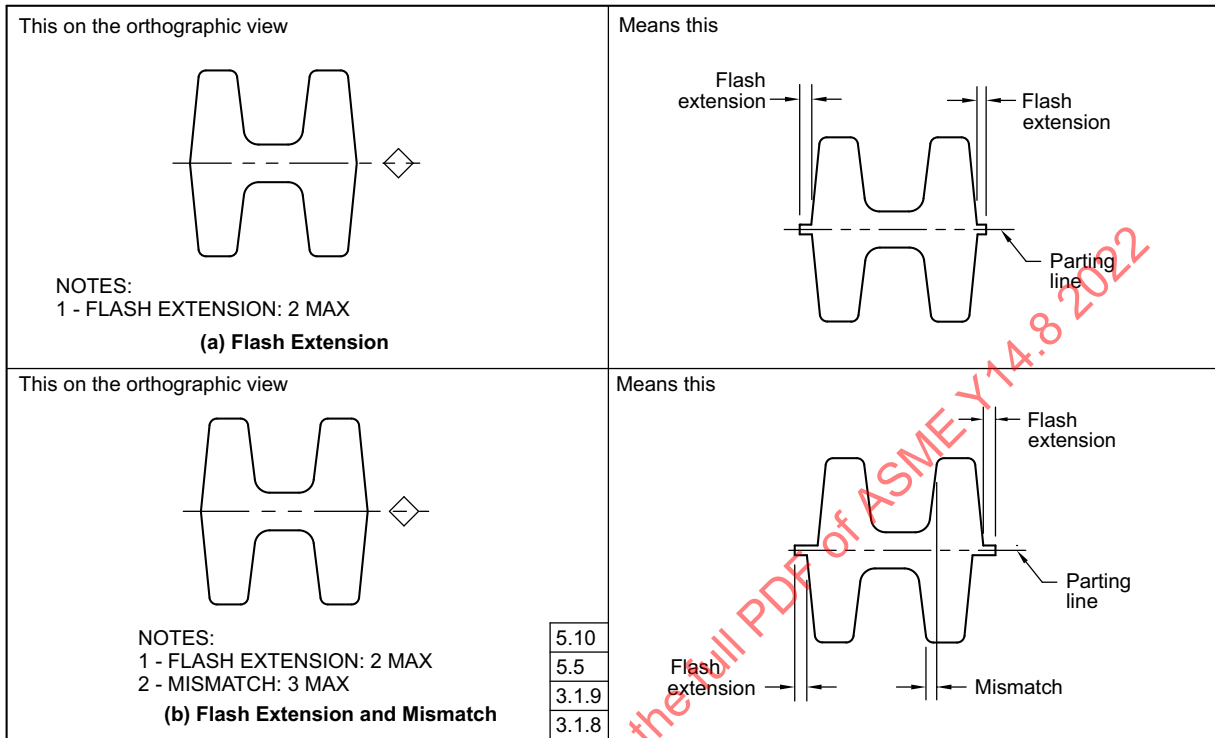 This on the orthographic view
NOTES:
1 - FLASH EXTENSION: 2 MAX
(a) Flash Extension
Means this
Flash
extension
Flash
extension
Parting
line
This on the orthographic view
NOTES:
1 - FLASH EXTENSION: 2 MAX
2 - MISMATCH: 3 MAX
(b) Flash Extension and Mismatch
5.10
5.5
3.1.9
3.1.8
Means this
Flash
extension
Parting
line
Flash
extension
Mismatch
the full PDF of ASME Y14.8 2022